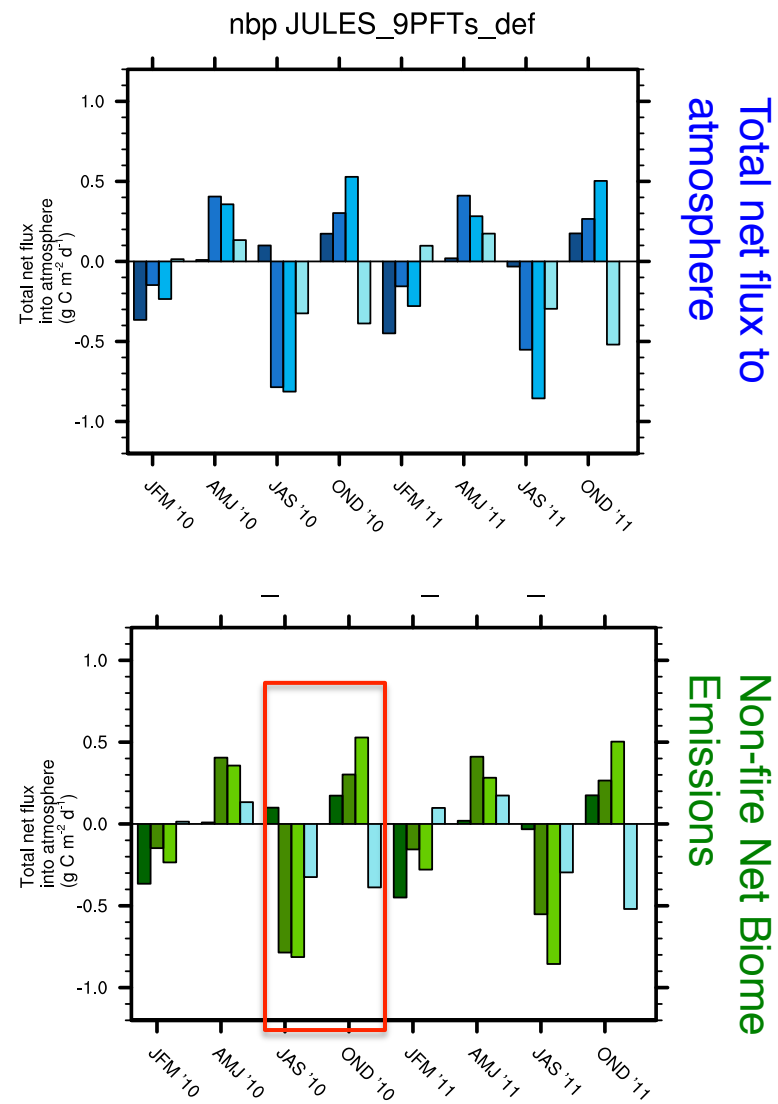 nbp JULES_9PFTs_def
Total net flux
into atmosphere
(g C m⁻² d⁻¹)
1.0
0.5
0.0
-0.5
-1.0
JFM '10
AMJ '10
JAS '10
OND '10
JFM '11
AMJ '11
JAS '11
OND '11
Total net flux to
atmosphere
Total net flux
into atmosphere
(g C m⁻² d⁻¹)
1.0
0.5
0.0
-0.5
-1.0
JFM '10
AMJ '10
JAS '10
OND '10
JFM '11
AMJ '11
JAS '11
OND '11
Non-fire Net Biome
Emissions